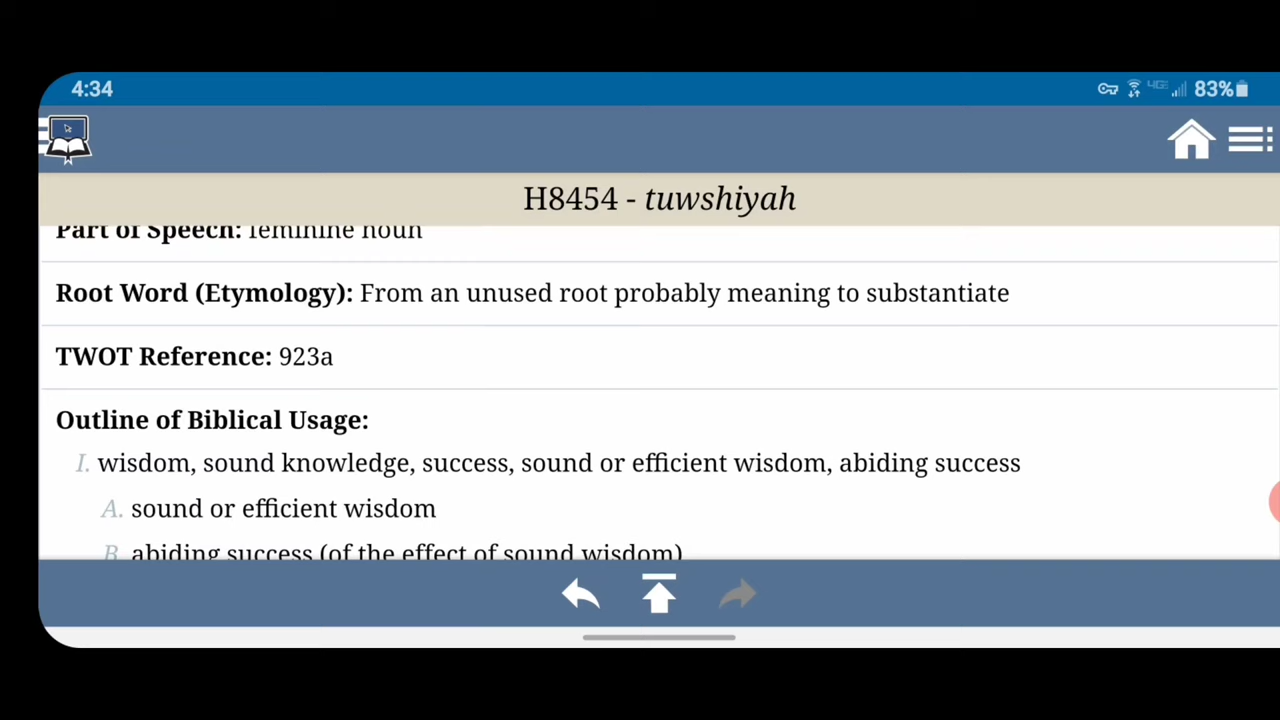 4:34
4G 83%
H8454 - tuwshiyah
Part of Speech: feminine noun
Root Word (Etymology): From an unused root probably meaning to substantiate
TWOT Reference: 923a
Outline of Biblical Usage:
I. wisdom, sound knowledge, success, sound or efficient wisdom, abiding success
A. sound or efficient wisdom
B. abiding success (of the effect of sound wisdom)